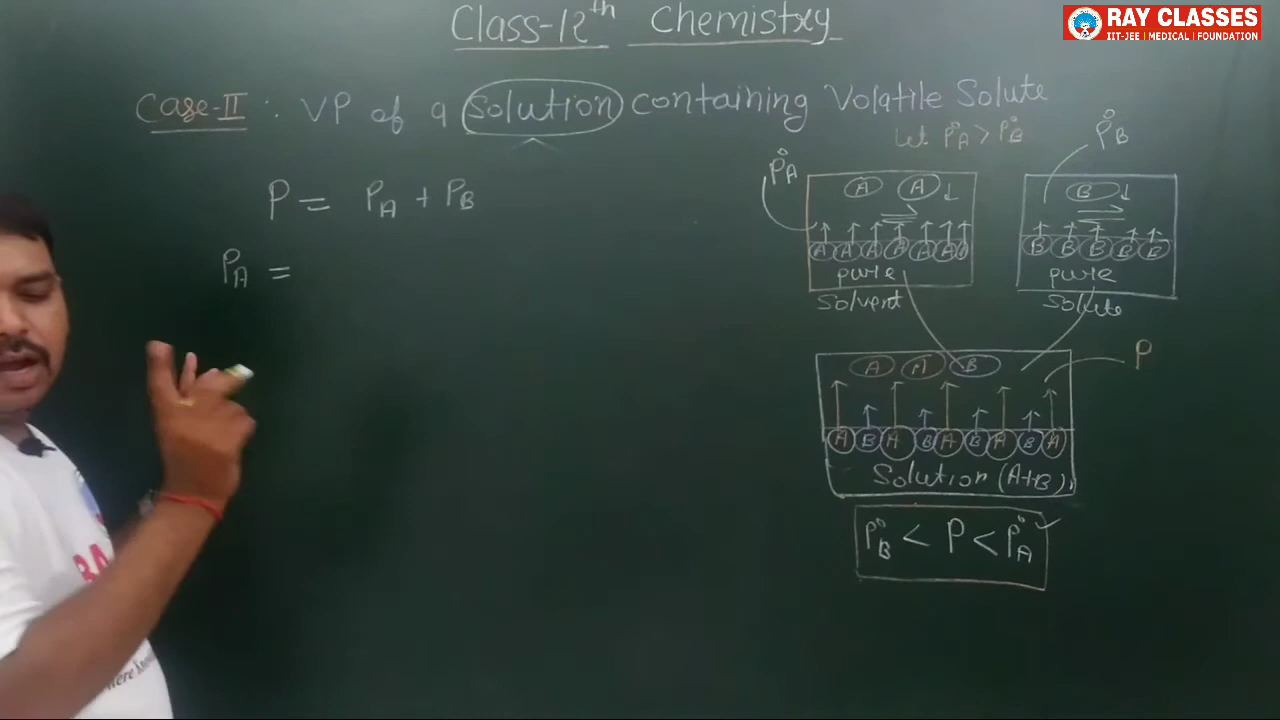 Class-12th Chemistry
RAY CLASSES
IIT-JEE | MEDICAL | FOUNDATION
Case-II : VP of a Solution containing Volatile Solute
Let P°A > P°B
P = PA + PB
PA =
P°A
A A ↓
A A A A A A A
pure
Solvent
P°B
B ↓
B B B B B
pure
Solute
P
A A B
A B A B A B A B A
Solution (A+B)
P°B < P < P°A